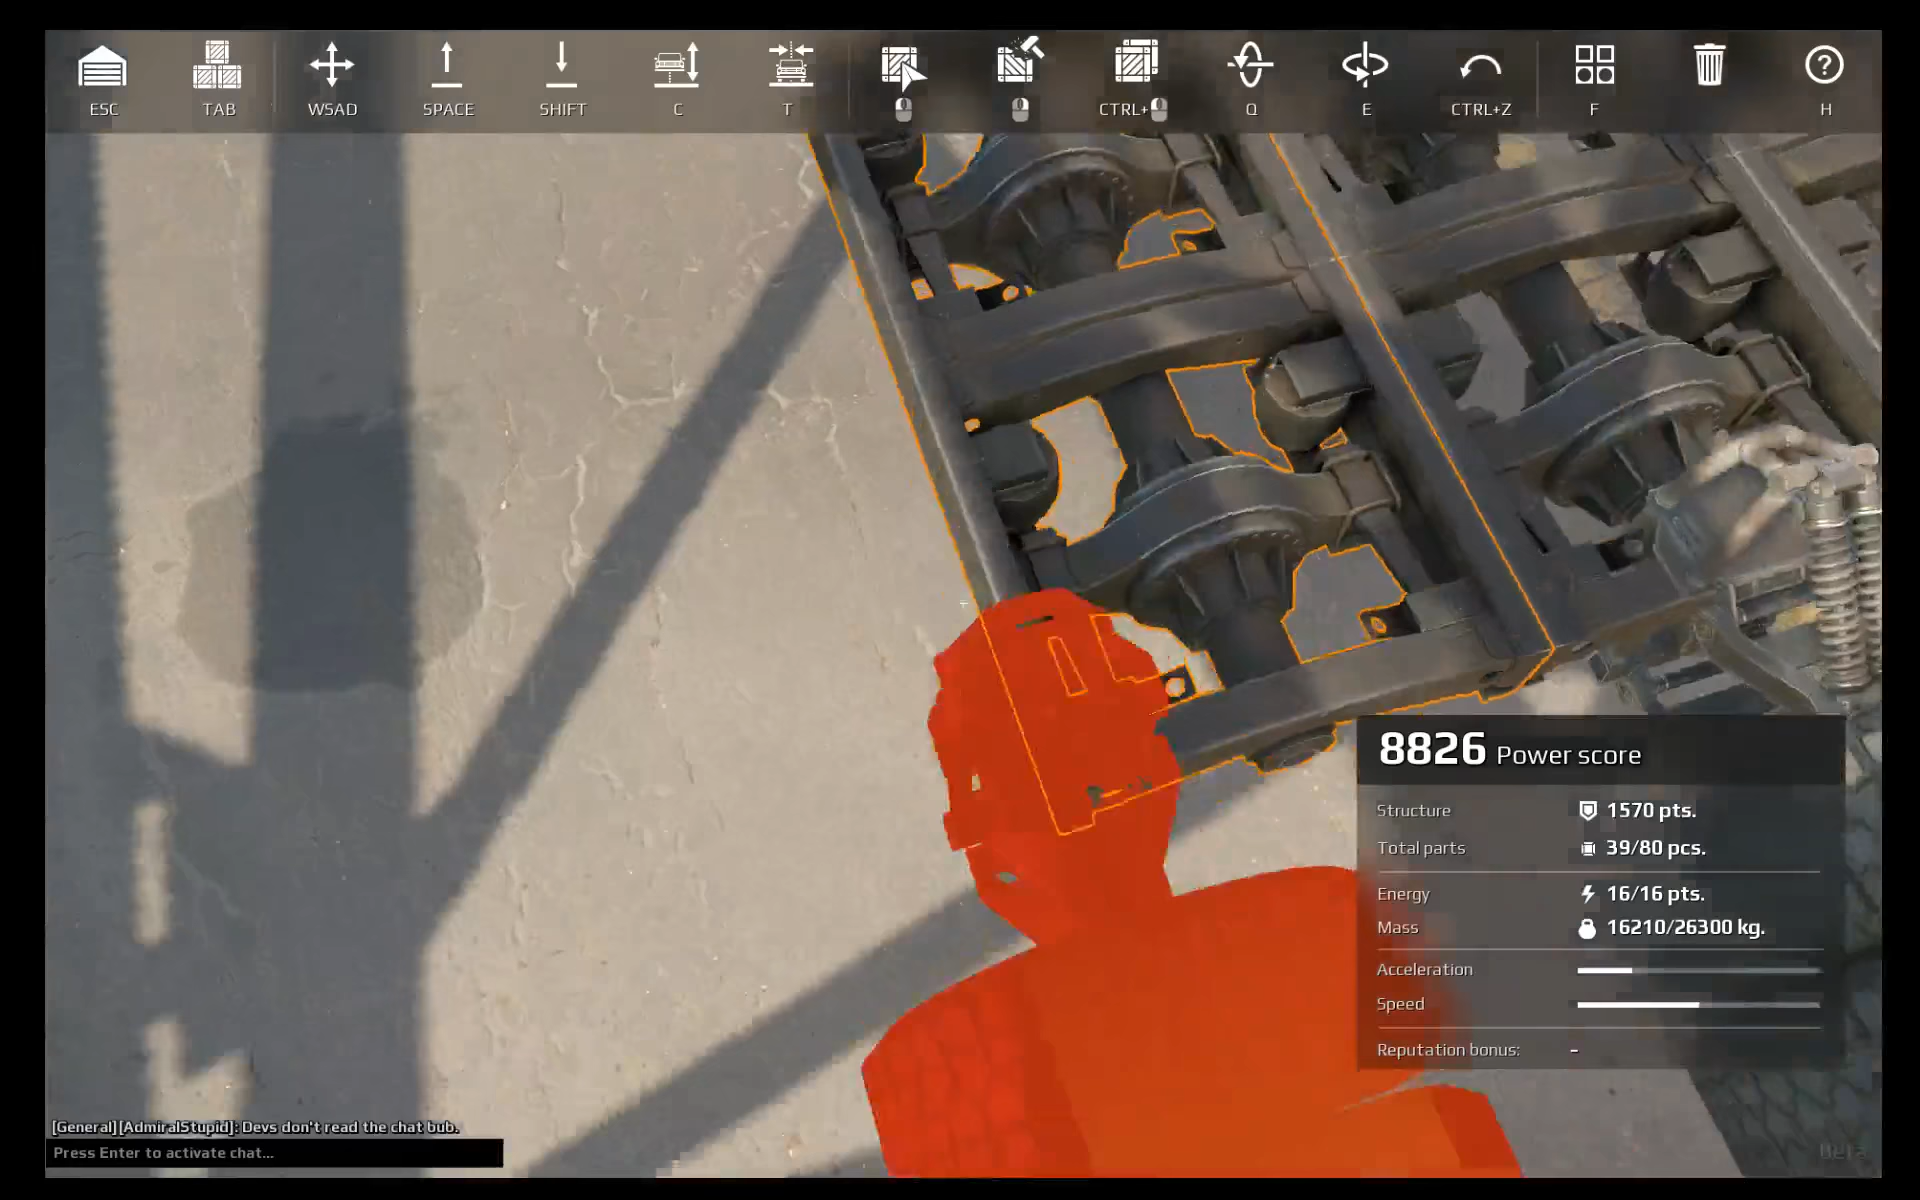 ESC
TAB
WSAD
SPACE
SHIFT
C
T
CTRL+
Q
E
CTRL+Z
F
?
H
8826 Power score
Structure 1570 pts.
Total parts 39/80 pcs.
Energy 16/16 pts.
Mass 16210/26300 kg.
Acceleration
Speed
Reputation bonus: -
[General][AdmiralStupid]: Devs don't read the chat bub.
Press Enter to activate chat...
Beta